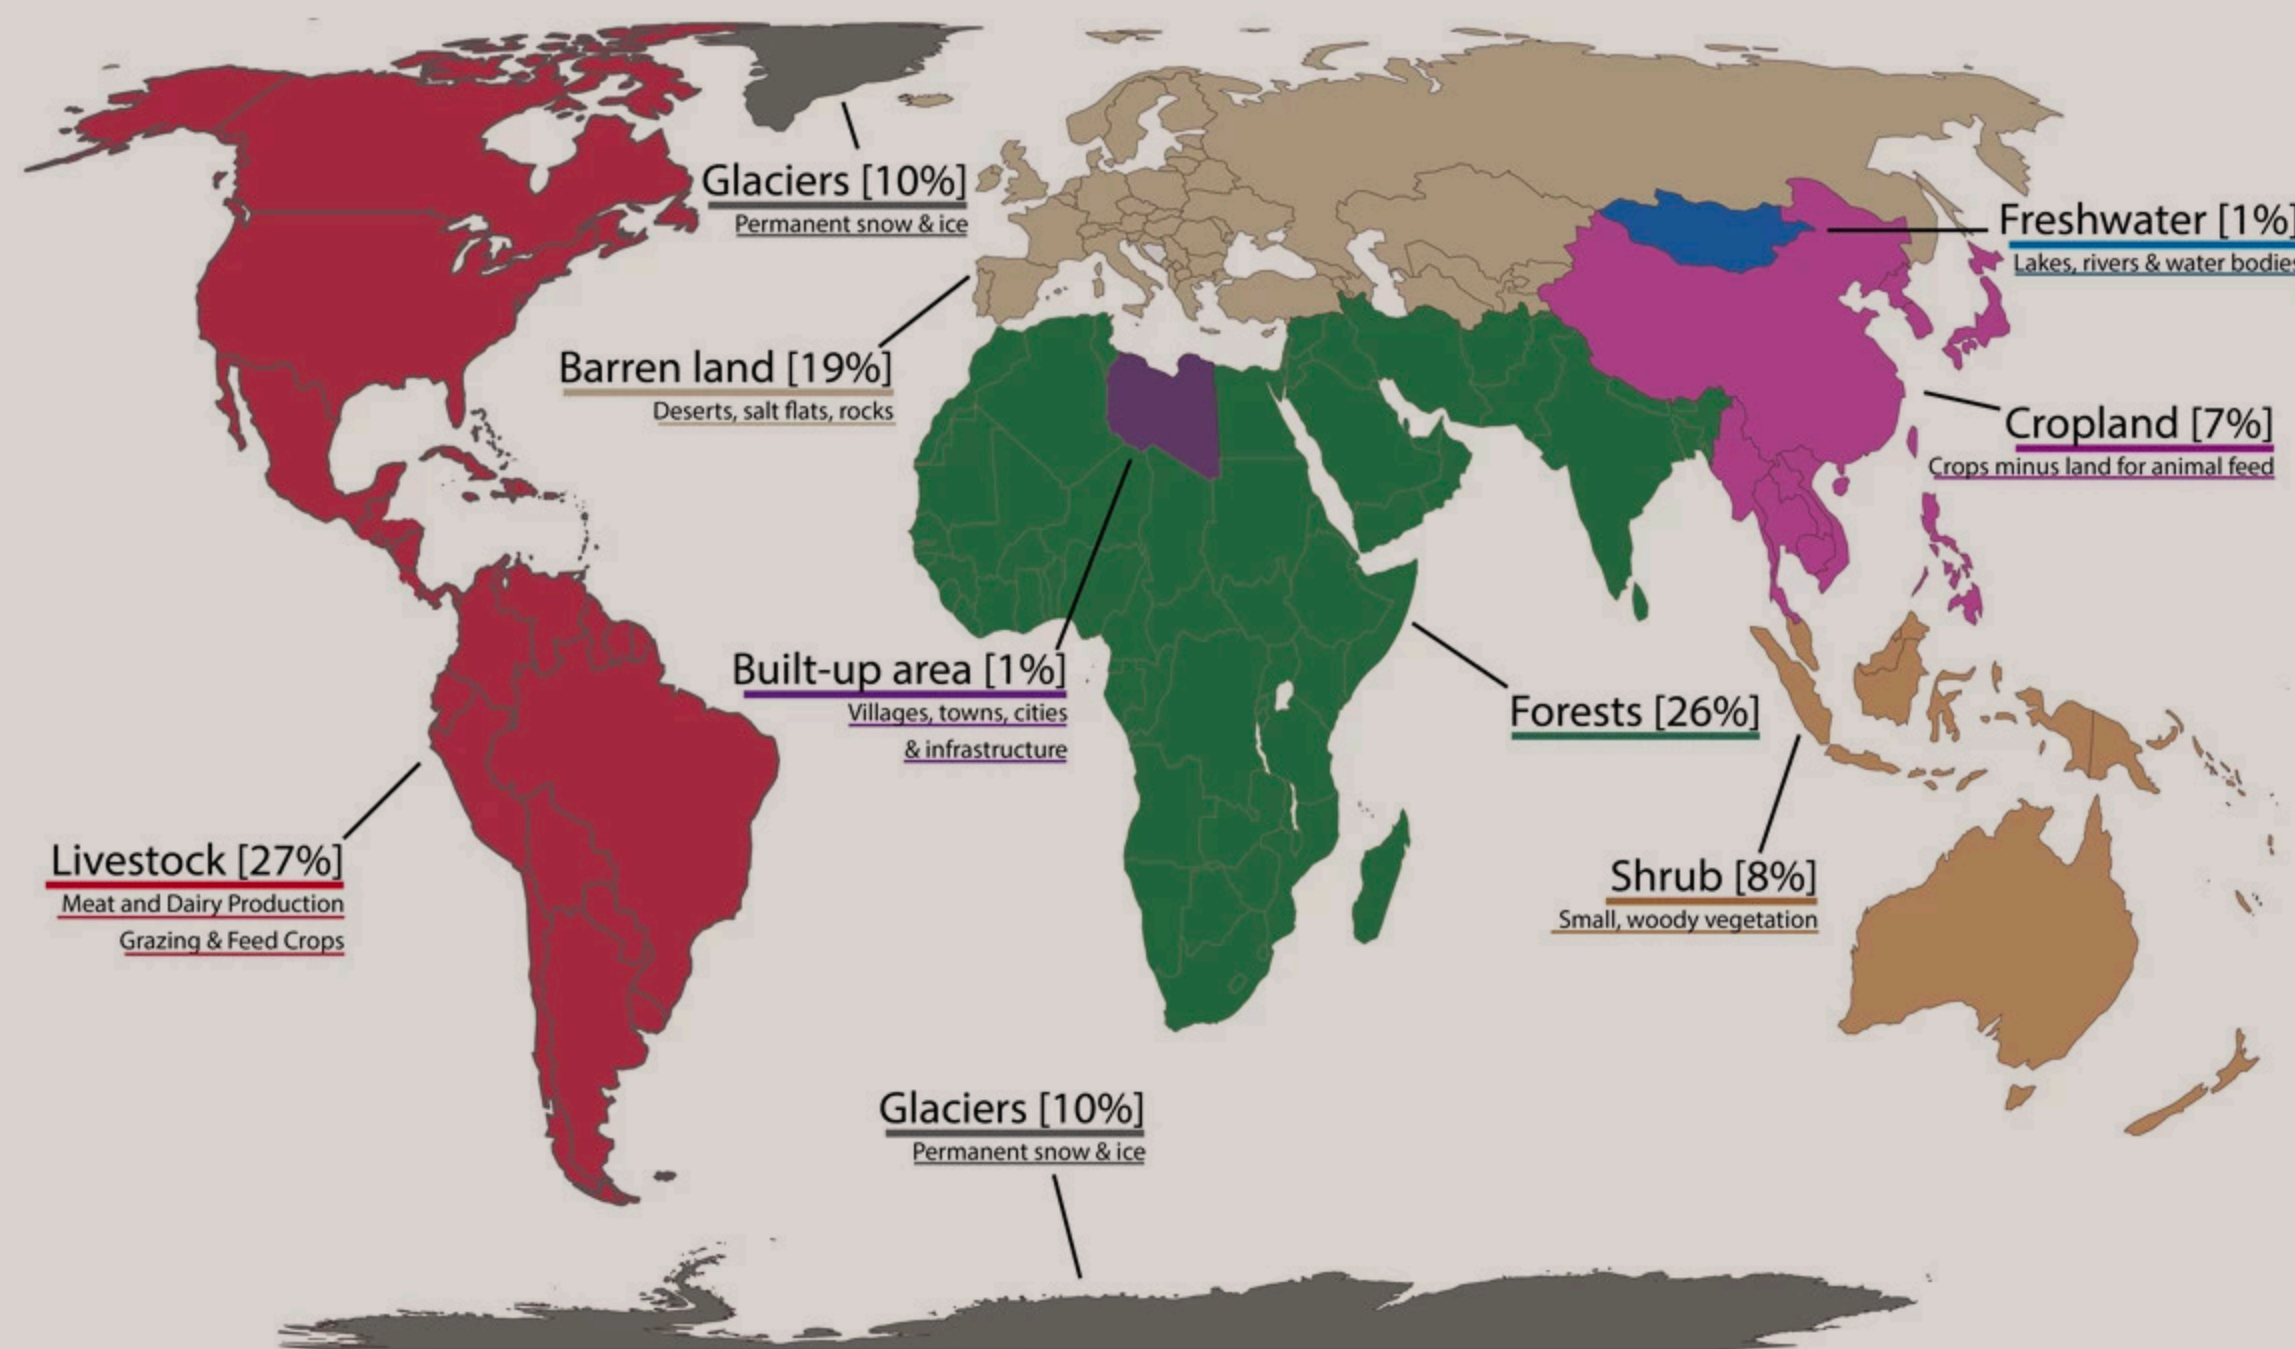 Glaciers [10%]
Permanent snow & ice
Freshwater [1%]
Lakes, rivers & water bodies
Barren land [19%]
Deserts, salt flats, rocks
Cropland [7%]
Crops minus land for animal feed
Built-up area [1%]
Villages, towns, cities
& infrastructure
Forests [26%]
Livestock [27%]
Meat and Dairy Production
Grazing & Feed Crops
Shrub [8%]
Small, woody vegetation
Glaciers [10%]
Permanent snow & ice